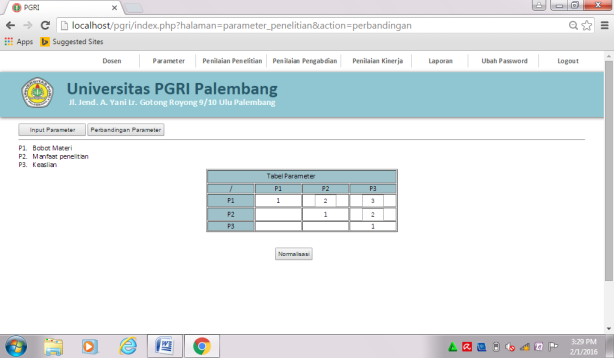 PGRI
localhost/pgri/index.php?halaman=parameter_penelitian&action=perbandingan
Apps Suggested Sites
Dosen Parameter Penilaian Penelitian Penilaian Pengabdian Penilaian Kinerja Laporan Ubah Password Logout
Universitas PGRI Palembang
Jl. Jend. A. Yani Lr. Gotong Royong 9/10 Ulu Palembang
Input Parameter Perbandingan Parameter
P1. Bobot Materi
P2. Manfaat penelitian
P3. Keaslian
Tabel Parameter
/ P1 P2 P3
P1 1 2 3
P2 1 2
P3 1
Normalisasi
3:29 PM
2/1/2016